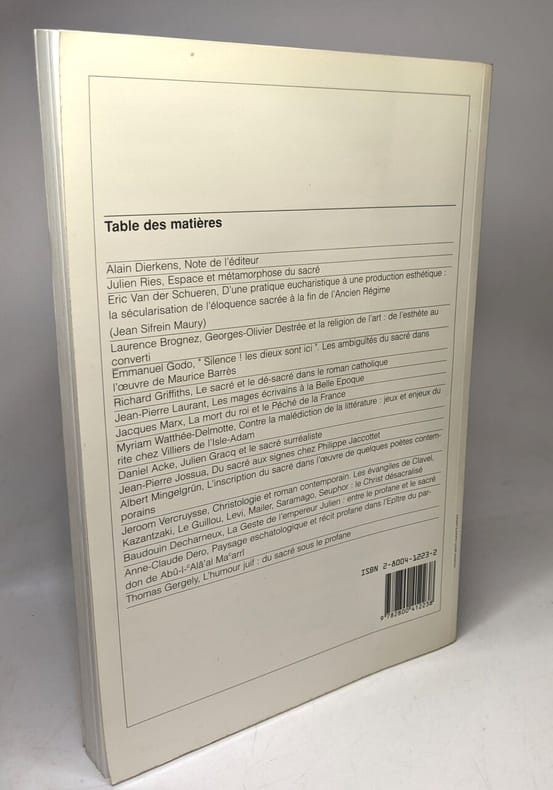 Table des matières
Alain Dierkens, Note de l'éditeur
Julien Ries, Espace et métamorphose du sacré
Eric Van der Schueren, D'une pratique eucharistique à une production esthétique :
la sécularisation de l'éloquence sacrée à la fin de l'Ancien Régime
(Jean Sifrein Maury)
Laurence Brognez, Georges-Olivier Destrée et la religion de l'art : de l'esthète au
converti
Emmanuel Godo, " Silence ! les dieux sont ici ". Les ambiguïtés du sacré dans
l'œuvre de Maurice Barrès
Richard Griffiths, Le sacré et le dé-sacré dans le roman catholique
Jean-Pierre Laurant, Les mages écrivains à la Belle Epoque
Jacques Marx, La mort du roi et le Péché de la France
Myriam Watthée-Delmotte, Contre la malédiction de la littérature : jeux et enjeux du
rite chez Villiers de l'Isle-Adam
Daniel Acke, Julien Gracq et le sacré surréaliste
Jean-Pierre Jossua, Du sacré aux signes chez Philippe Jaccottet
Albert Mingelgrün, L'inscription du sacré dans l'œuvre de quelques poètes contem-
porains
Jeroom Vercruysse, Christologie et roman contemporain. Les évangiles de Clavel,
Kazantzaki, Le Guillou, Levi, Mailer, Saramago, Seuphor : le Christ désacralisé
Baudouin Decharneux, La Geste de l'empereur Julien : entre le profane et le sacré
Anne-Claude Dero, Paysage eschatologique et récit profane dans l'Epître du par-
don de Abû-l-ᶜAlâ'al Maᶜarrî
Thomas Gergely, L'humour juif : du sacré sous le profane
ISBN 2-8004-1223-2
9 782800 412238